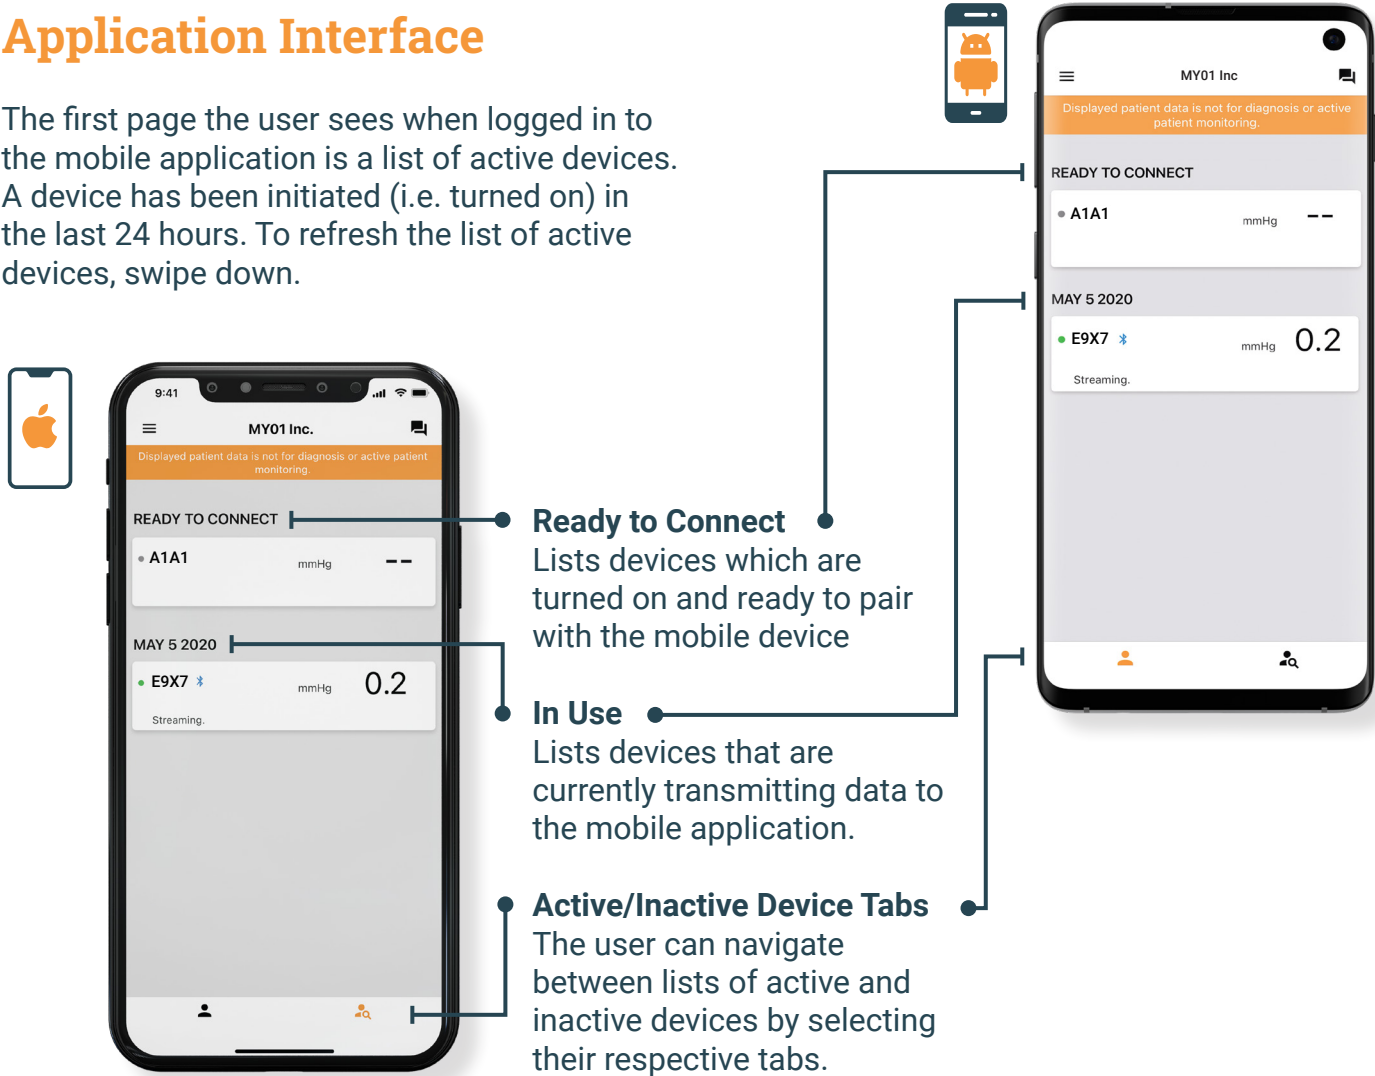 Application Interface
The first page the user sees when logged in to
the mobile application is a list of active devices.
A device has been initiated (i.e. turned on) in
the last 24 hours. To refresh the list of active
devices, swipe down.
9:41
MY01 Inc.
Displayed patient data is not for diagnosis or active patient
monitoring.
READY TO CONNECT
A1A1
mmHg
--
MAY 5 2020
E9X7
mmHg
0.2
Streaming.
Ready to Connect
Lists devices which are
turned on and ready to pair
with the mobile device
In Use
Lists devices that are
currently transmitting data to
the mobile application.
Active/Inactive Device Tabs
The user can navigate
between lists of active and
inactive devices by selecting
their respective tabs.
MY01 Inc
Displayed patient data is not for diagnosis or active
patient monitoring.
READY TO CONNECT
A1A1
mmHg
--
MAY 5 2020
E9X7
mmHg
0.2
Streaming.